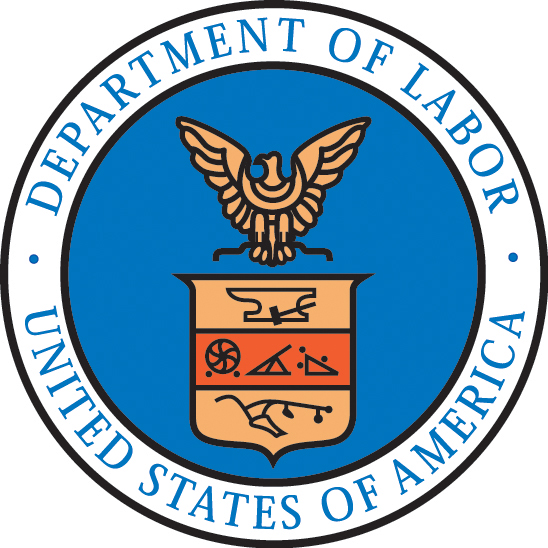 DEPARTMENT OF LABOR
UNITED STATES OF AMERICA